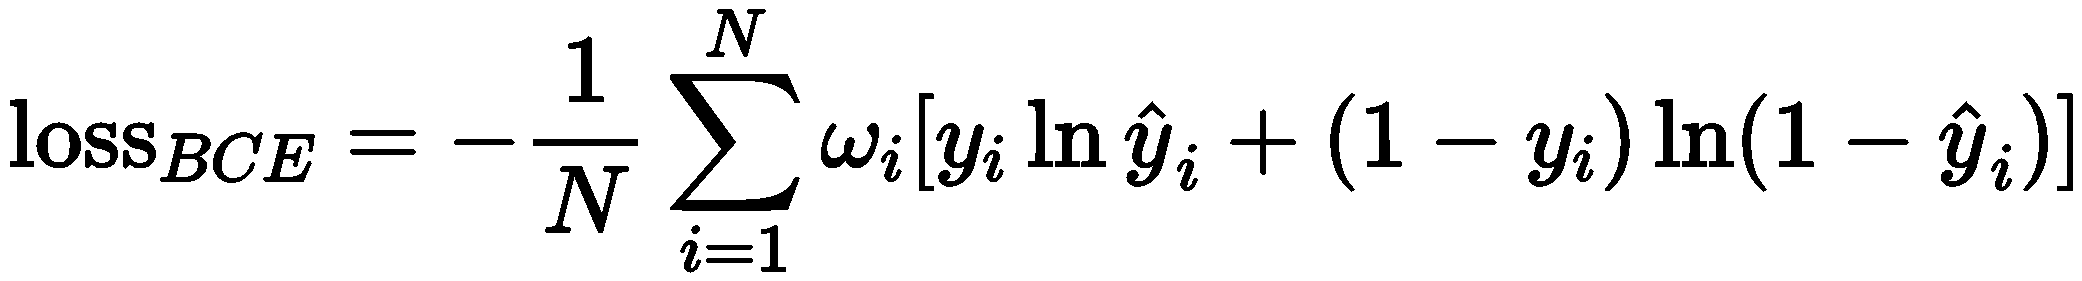 loss_{BCE} = -\frac{1}{N} \sum_{i=1}^{N} \omega_i [y_i \ln \hat{y}_i + (1 - y_i) \ln(1 - \hat{y}_i)]